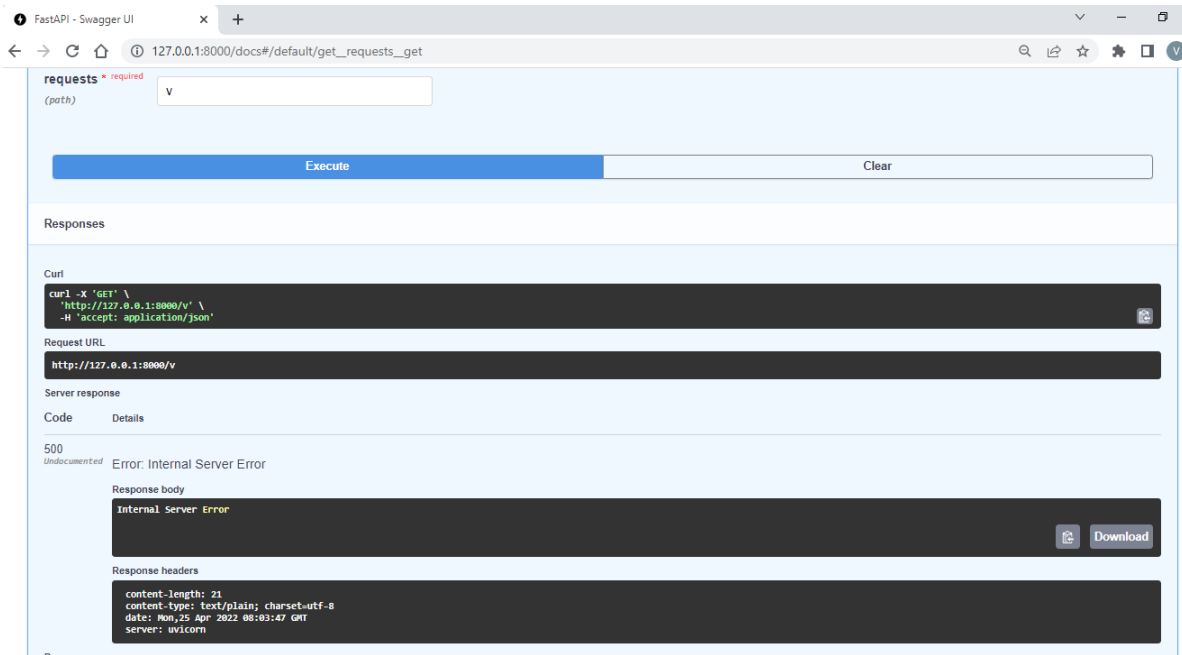 FastAPI - Swagger UI
127.0.0.1:8000/docs#/default/get__requests__get
V
requests * required
(path)
v
Execute
Clear
Responses
Curl
curl -X 'GET' \
'http://127.0.0.1:8000/v' \
-H 'accept: application/json'
Request URL
http://127.0.0.1:8000/v
Server response
Code Details
500
Undocumented
Error: Internal Server Error
Response body
Internal Server Error
Download
Response headers
content-length: 21
content-type: text/plain; charset=utf-8
date: Mon,25 Apr 2022 08:03:47 GMT
server: uvicorn